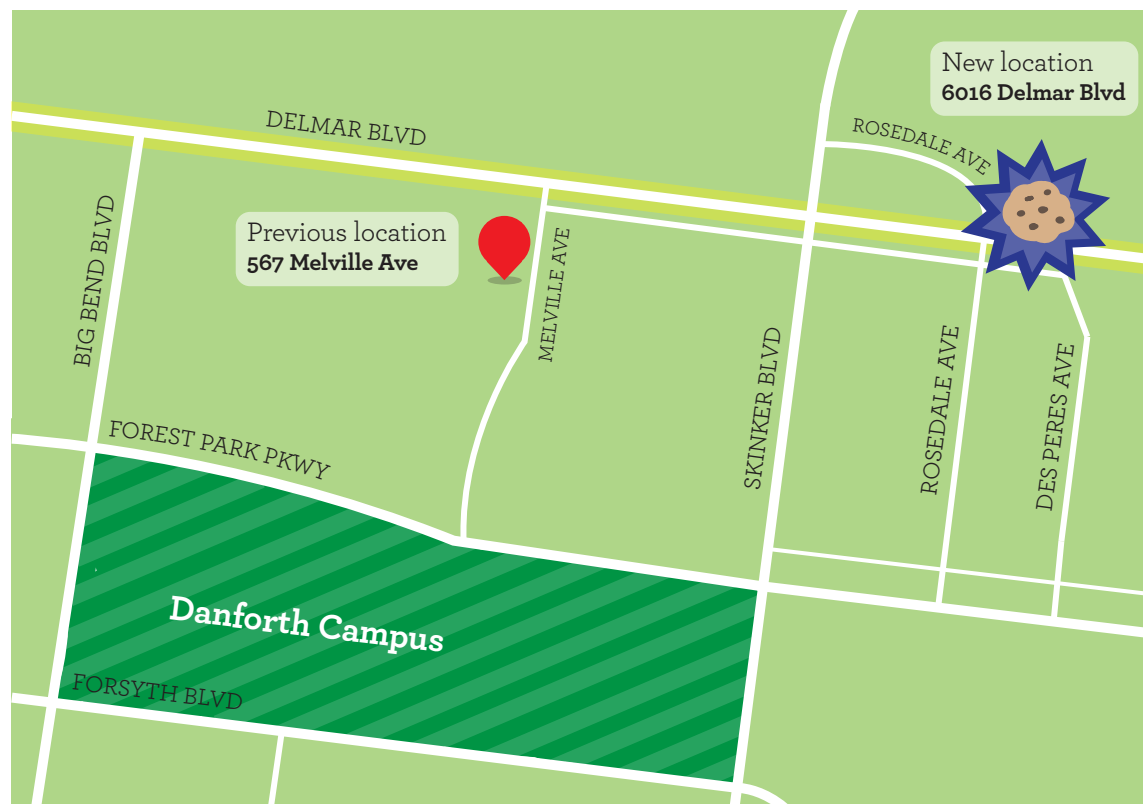 New location
6016 Delmar Blvd
DELMAR BLVD
ROSEDALE AVE
BIG BEND BLVD
Previous location
567 Melville Ave
MELVILLE AVE
SKINKER BLVD
ROSEDALE AVE
DES PERES AVE
FOREST PARK PKWY
Danforth Campus
FORSYTH BLVD